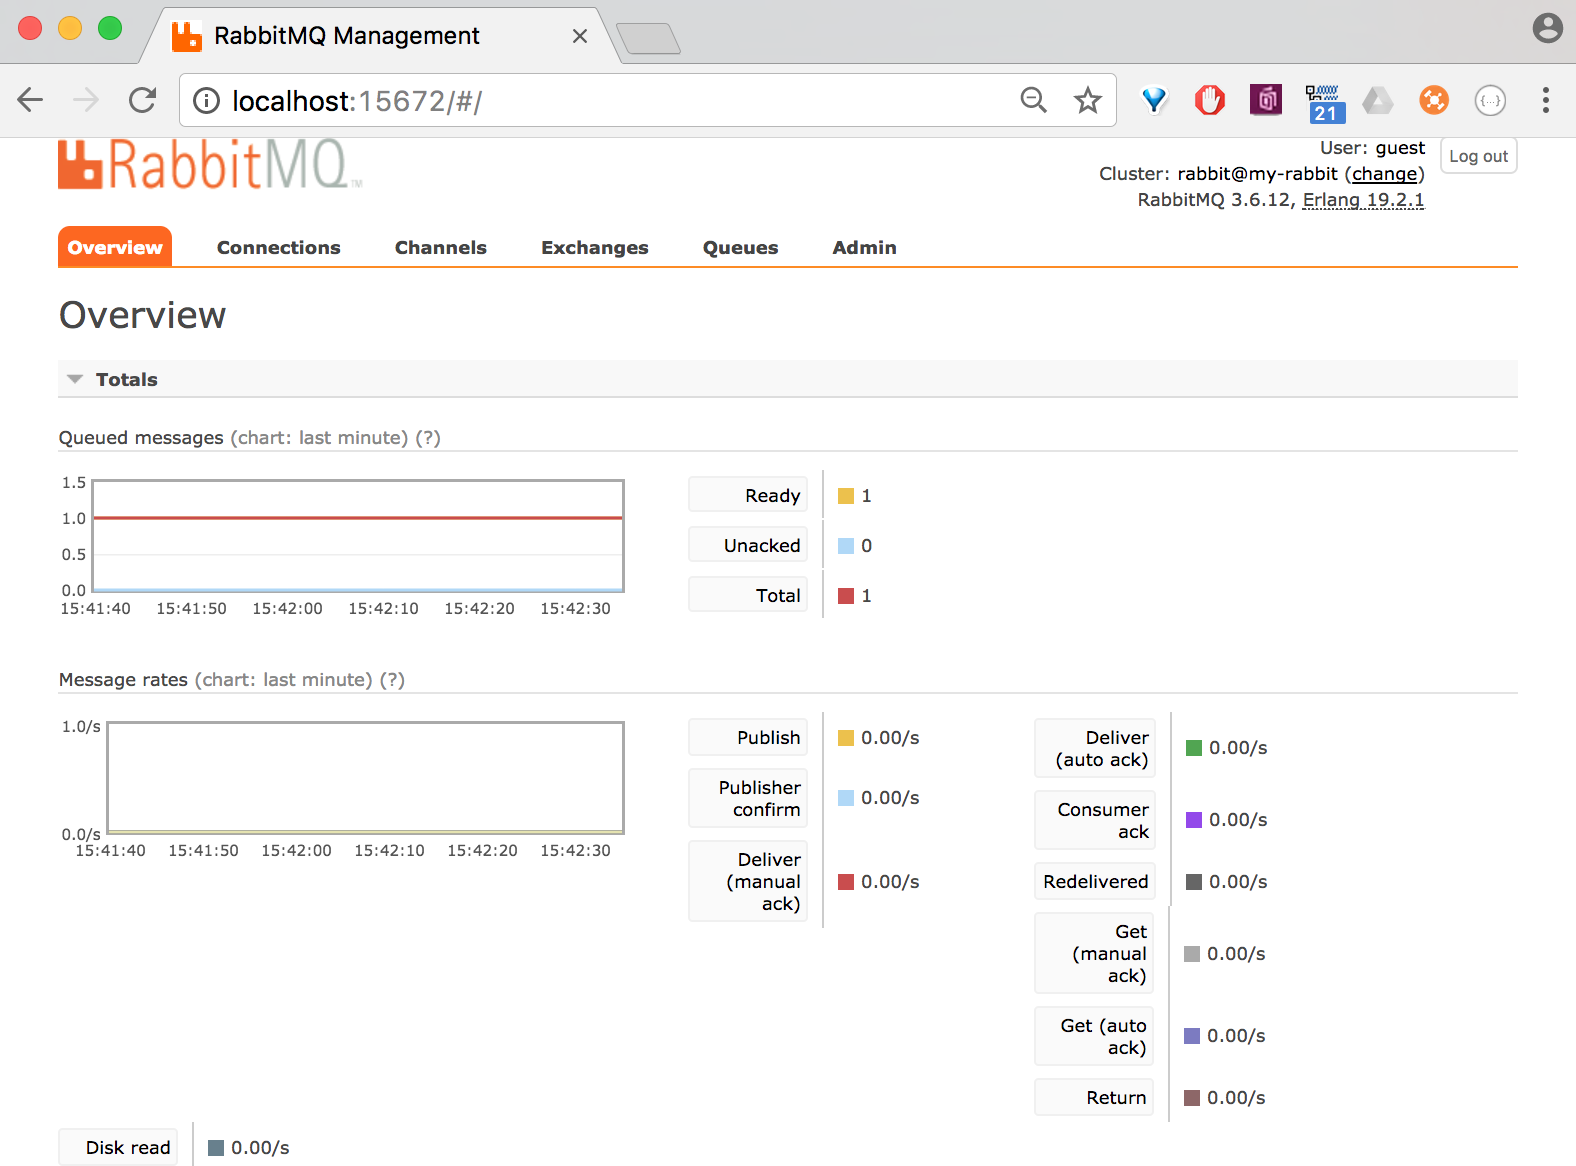 RabbitMQ Management
localhost:15672/#/
21
{...}
RabbitMQ™
User: guest
Log out
Cluster: rabbit@my-rabbit (change)
RabbitMQ 3.6.12, Erlang 19.2.1
Overview Connections Channels Exchanges Queues Admin
Overview
Totals
Queued messages (chart: last minute) (?)
1.5
1.0
0.5
0.0
15:41:40 15:41:50 15:42:00 15:42:10 15:42:20 15:42:30
Ready 1
Unacked 0
Total 1
Message rates (chart: last minute) (?)
1.0/s
0.0/s
15:41:40 15:41:50 15:42:00 15:42:10 15:42:20 15:42:30
Publish 0.00/s
Publisher
confirm 0.00/s
Deliver
(manual 0.00/s
ack)
Deliver
(auto ack) 0.00/s
Consumer
ack 0.00/s
Redelivered 0.00/s
Get
(manual 0.00/s
ack)
Get (auto
ack) 0.00/s
Return 0.00/s
Disk read 0.00/s